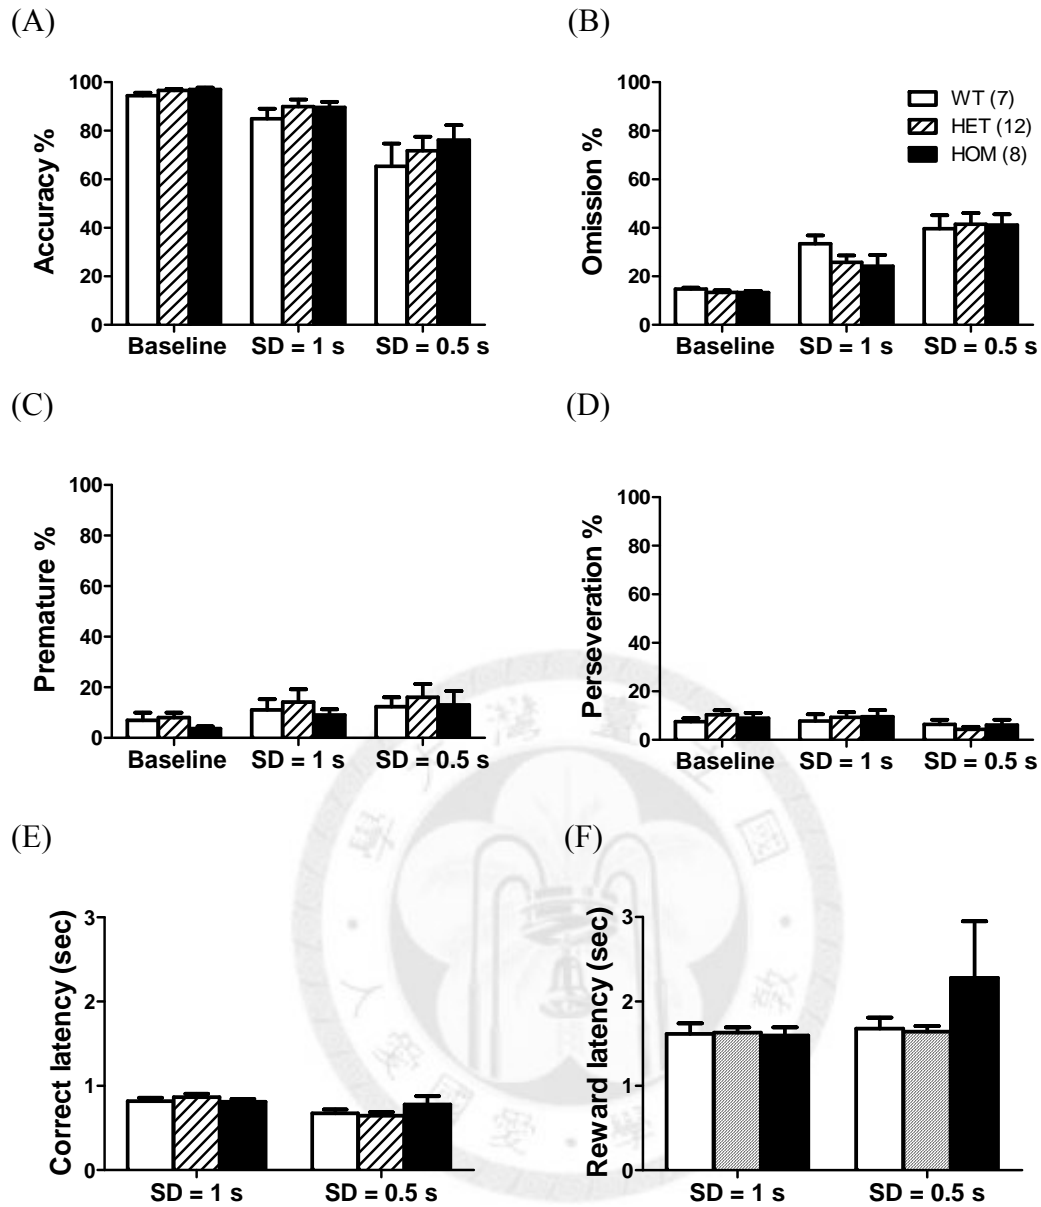 (A)
(B)
Accuracy %
100
80
60
40
20
0
Baseline
SD = 1 s
SD = 0.5 s
Omission %
100
80
60
40
20
0
WT (7)
HET (12)
HOM (8)
Baseline
SD = 1 s
SD = 0.5 s
(C)
(D)
Premature %
100
80
60
40
20
0
Baseline
SD = 1 s
SD = 0.5 s
Perseveration %
100
80
60
40
20
0
Baseline
SD = 1 s
SD = 0.5 s
(E)
(F)
Correct latency (sec)
3
2
1
0
SD = 1 s
SD = 0.5 s
Reward latency (sec)
3
2
1
0
SD = 1 s
SD = 0.5 s